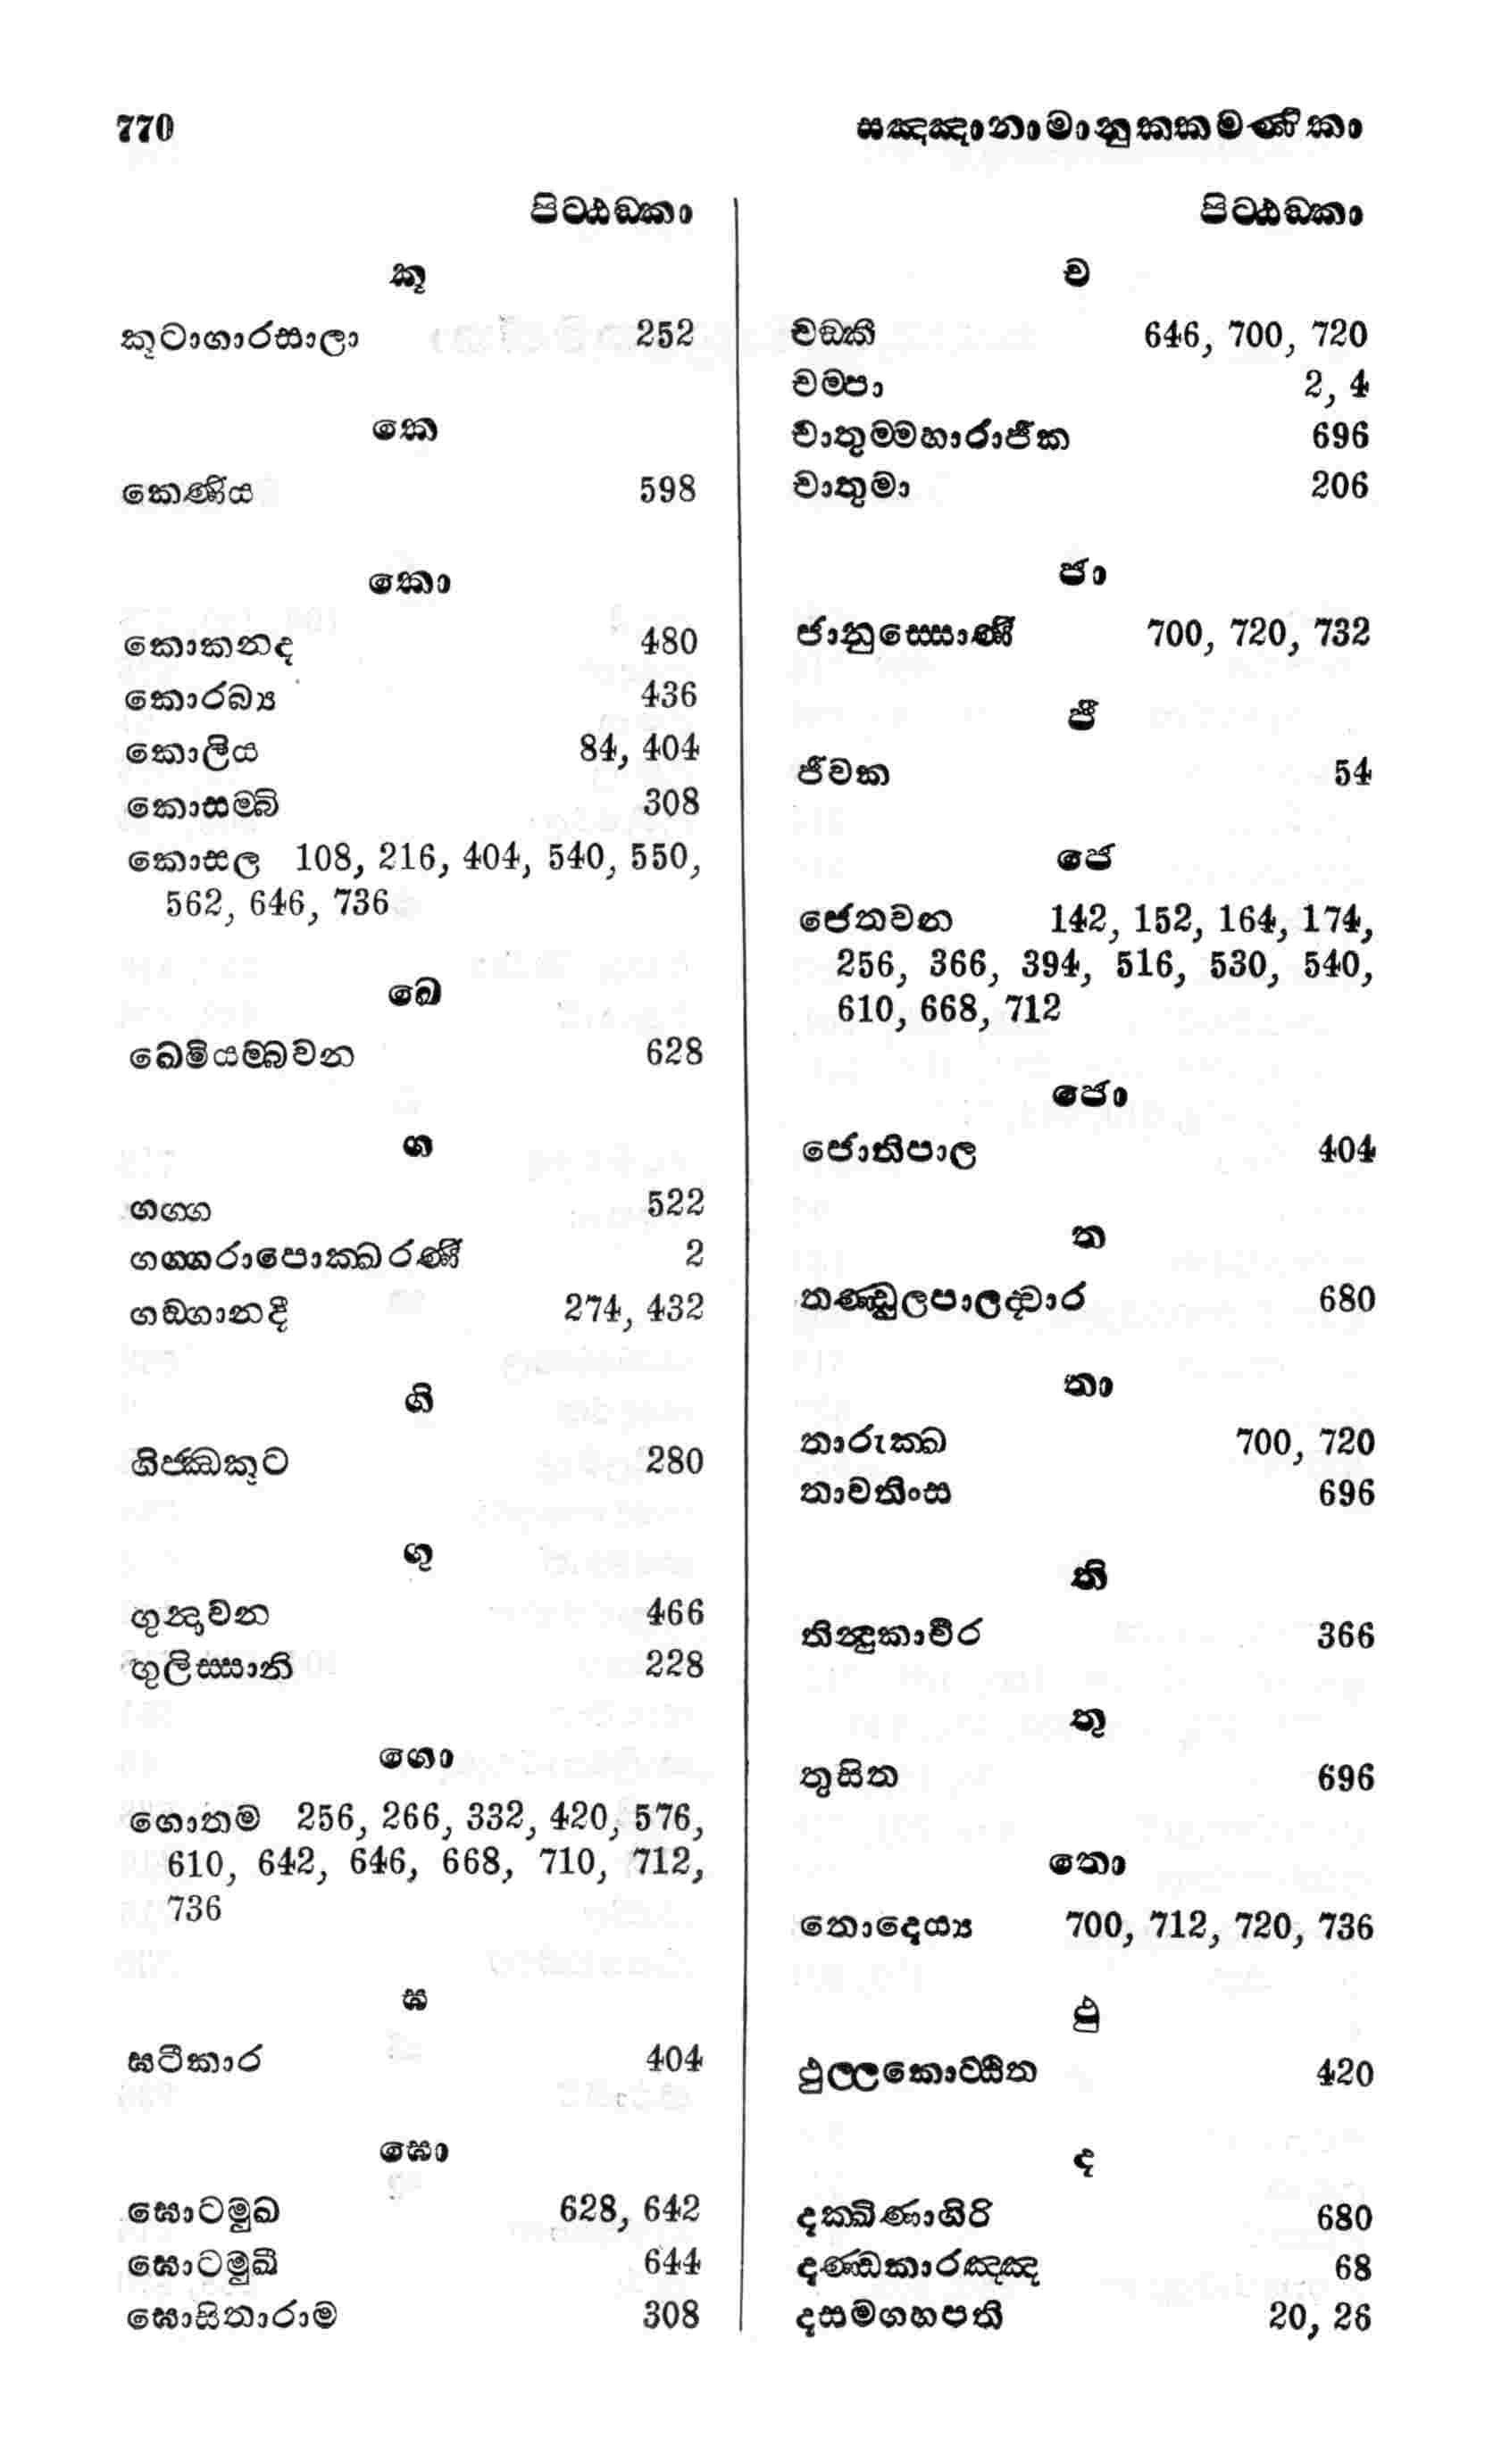 770 සඤ්ඤානාමානුක්කමණිකා
පිට්ඨඞ්කා
කූ
කූටාගාරසාලා 252
කෙ
කෙණිය 598
කො
කොකනද 480
කොරබ්‍ය 436
කොලිය 84, 404
කොසම්බි 308
කොසල 108, 216, 404, 540, 550,
562, 646, 736
ඛෙ
ඛෙමියම්බවන 628
ග
ගග්ග 522
ගග්ගරාපොක්ඛරණී 2
ගඞ්ගානදී 274, 432
ගි
ගිජ්ඣකූට 280
ගු
ගුන්‍දාවන 466
ගුලිස්සානි 228
ගො
ගොතම 256, 266, 332, 420, 576,
610, 642, 646, 668, 710, 712,
736
ඝ
ඝටීකාර 404
ඝො
ඝොටමුඛ 628, 642
ඝොටමුඛී 644
ඝොසිතාරාම 308
පිට්ඨඞ්කා
ච
චඞ්කී 646, 700, 720
චම්පා 2, 4
චාතුම්මහාරාජික 696
චාතුමා 206
ජා
ජානුස්සොණී 700, 720, 732
ජී
ජීවක 54
ජෙ
ජෙතවන 142, 152, 164, 174,
256, 366, 394, 516, 530, 540,
610, 668, 712
ජො
ජොතිපාල 404
ත
තණ්ඩුලපාලද්වාර 680
තා
තාරුක්ඛ 700, 720
තාවතිංස 696
ති
තින්‍දුකාචීර 366
තු
තුසිත 696
තො
තොදෙය්‍ය 700, 712, 720, 736
ථු
ථුල්ලකොට්ඨිත 420
ද
දක්ඛිණාගිරි 680
දණ්ඩකාරඤ්ඤ 68
දසමගහපති 20, 26